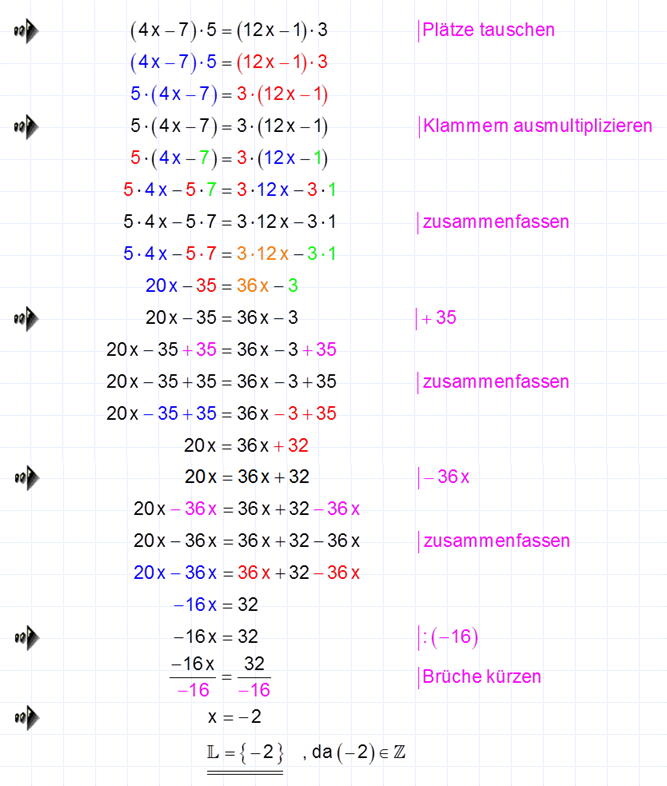 (4x − 7) · 5 = (12x − 1) · 3 |Plätze tauschen
(4x − 7) · 5 = (12x − 1) · 3
5 · (4x − 7) = 3 · (12x − 1)
5 · (4x − 7) = 3 · (12x − 1) |Klammern ausmultiplizieren
5 · (4x − 7) = 3 · (12x − 1)
5 · 4x − 5 · 7 = 3 · 12x − 3 · 1
5 · 4x − 5 · 7 = 3 · 12x − 3 · 1 |zusammenfassen
5 · 4x − 5 · 7 = 3 · 12x − 3 · 1
20x − 35 = 36x − 3
20x − 35 = 36x − 3 |+ 35
20x − 35 + 35 = 36x − 3 + 35
20x − 35 + 35 = 36x − 3 + 35 |zusammenfassen
20x − 35 + 35 = 36x − 3 + 35
20x = 36x + 32
20x = 36x + 32 |− 36x
20x − 36x = 36x + 32 − 36x
20x − 36x = 36x + 32 − 36x |zusammenfassen
20x − 36x = 36x + 32 − 36x
−16x = 32
−16x = 32 |: (−16)
−16x/−16 = 32/−16 |Brüche kürzen
x = −2
𝕃 = {−2} , da (−2) ∈ ℤ